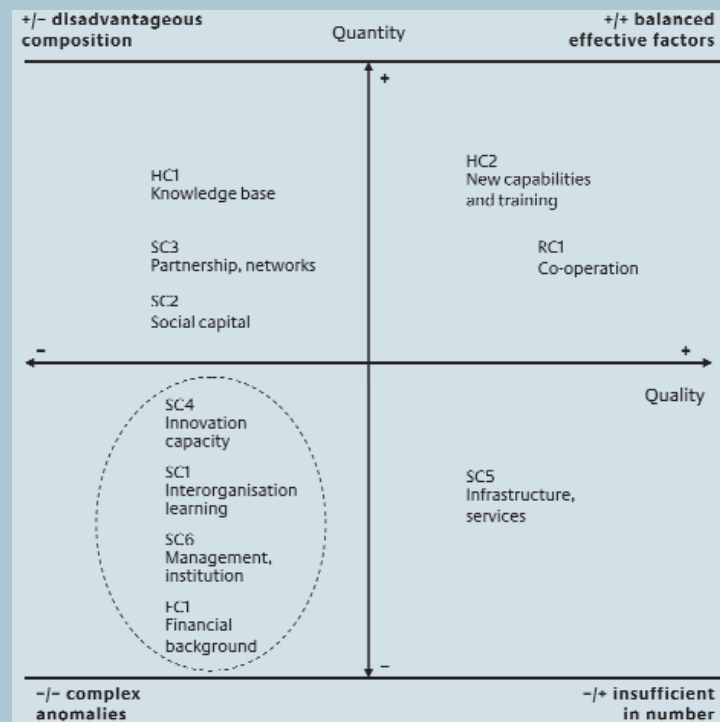 +/– disadvantageous
composition
Quantity
+/+ balanced
effective factors
+
HC1
Knowledge base
HC2
New capabilities
and training
SC3
Partnership, networks
RC1
Co-operation
SC2
Social capital
–
+
Quality
SC4
Innovation
capacity
SC1
Interorganisation
learning
SC5
Infrastructure,
services
SC6
Management,
institution
FC1
Financial
background
–
–/– complex
anomalies
–/+ insufficient
in number